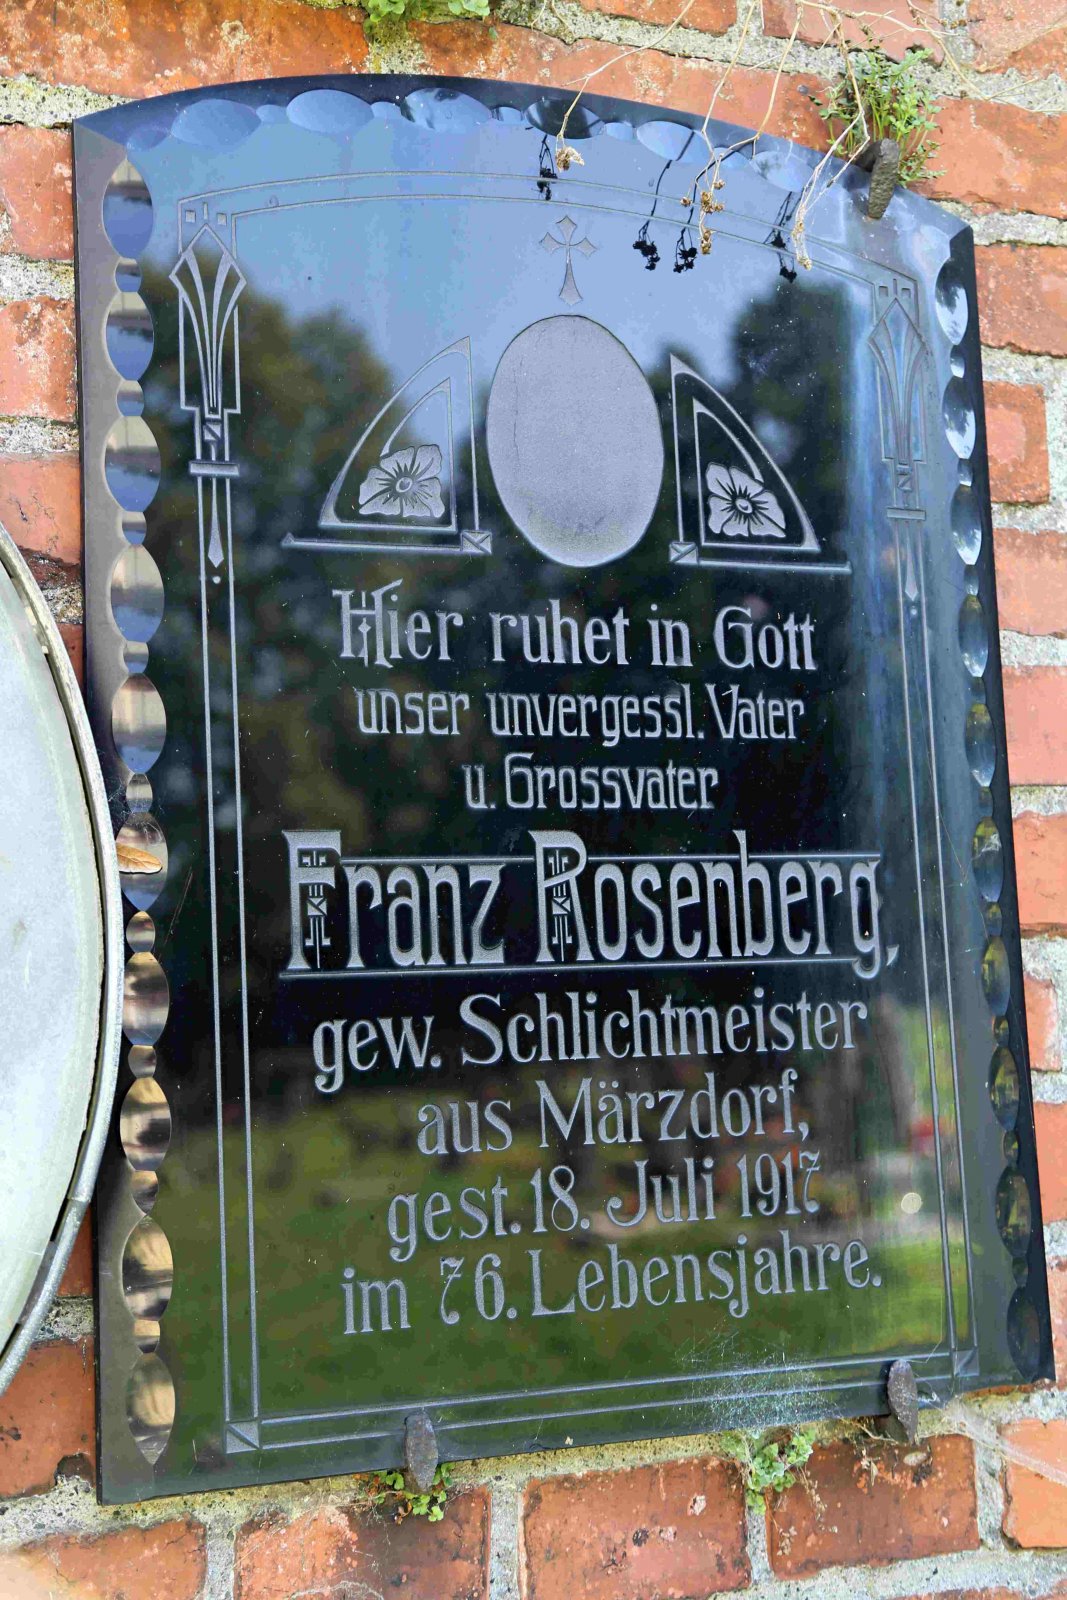 Hier ruhet in Gott
unser unvergessl. Vater
u. Grossvater
Franz Rosenberg,
gew. Schlichtmeister
aus Märzdorf,
gest. 18. Juli 1917.
im 76. Lebensjahre.